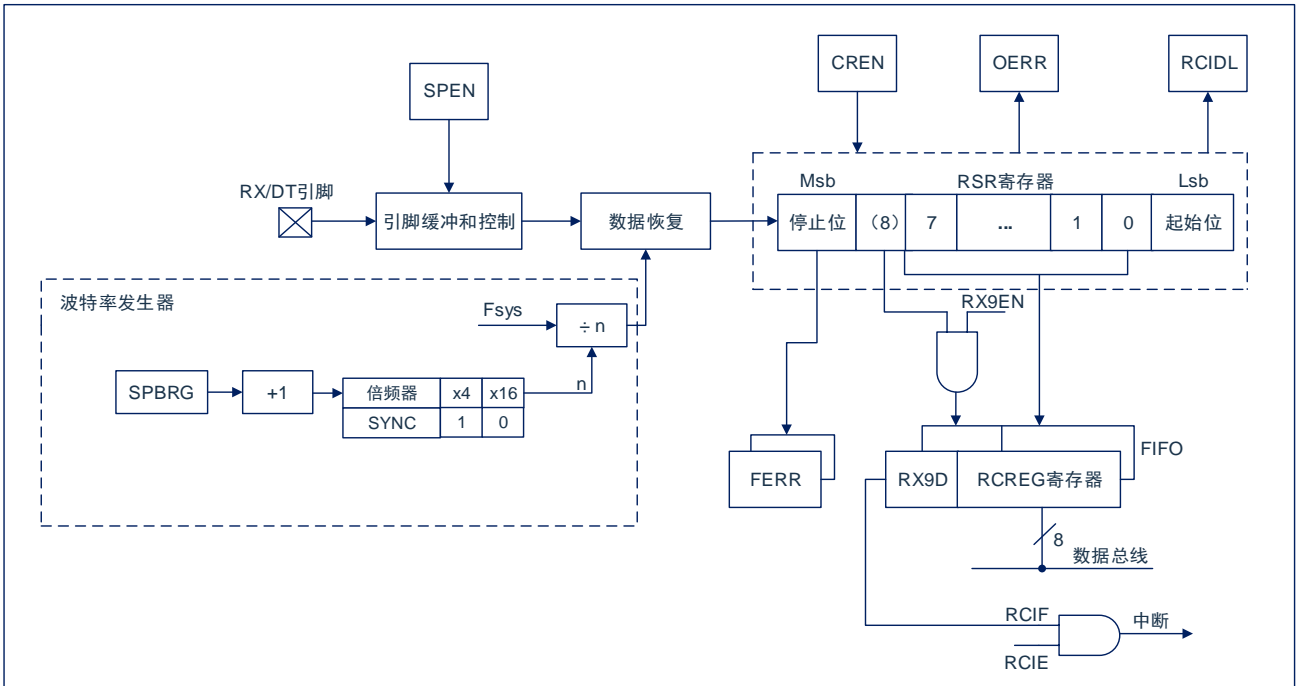 CREN
OERR
RCIDL
SPEN
Msb
RSR寄存器
Lsb
RX/DT引脚
引脚缓冲和控制
数据恢复
停止位
(8)
7
...
1
0
起始位
波特率发生器
Fsys
÷ n
RX9EN
SPBRG
+1
倍频器
x4
x16
n
SYNC
1
0
FIFO
FERR
RX9D
RCREG寄存器
8
数据总线
RCIF
中断
RCIE